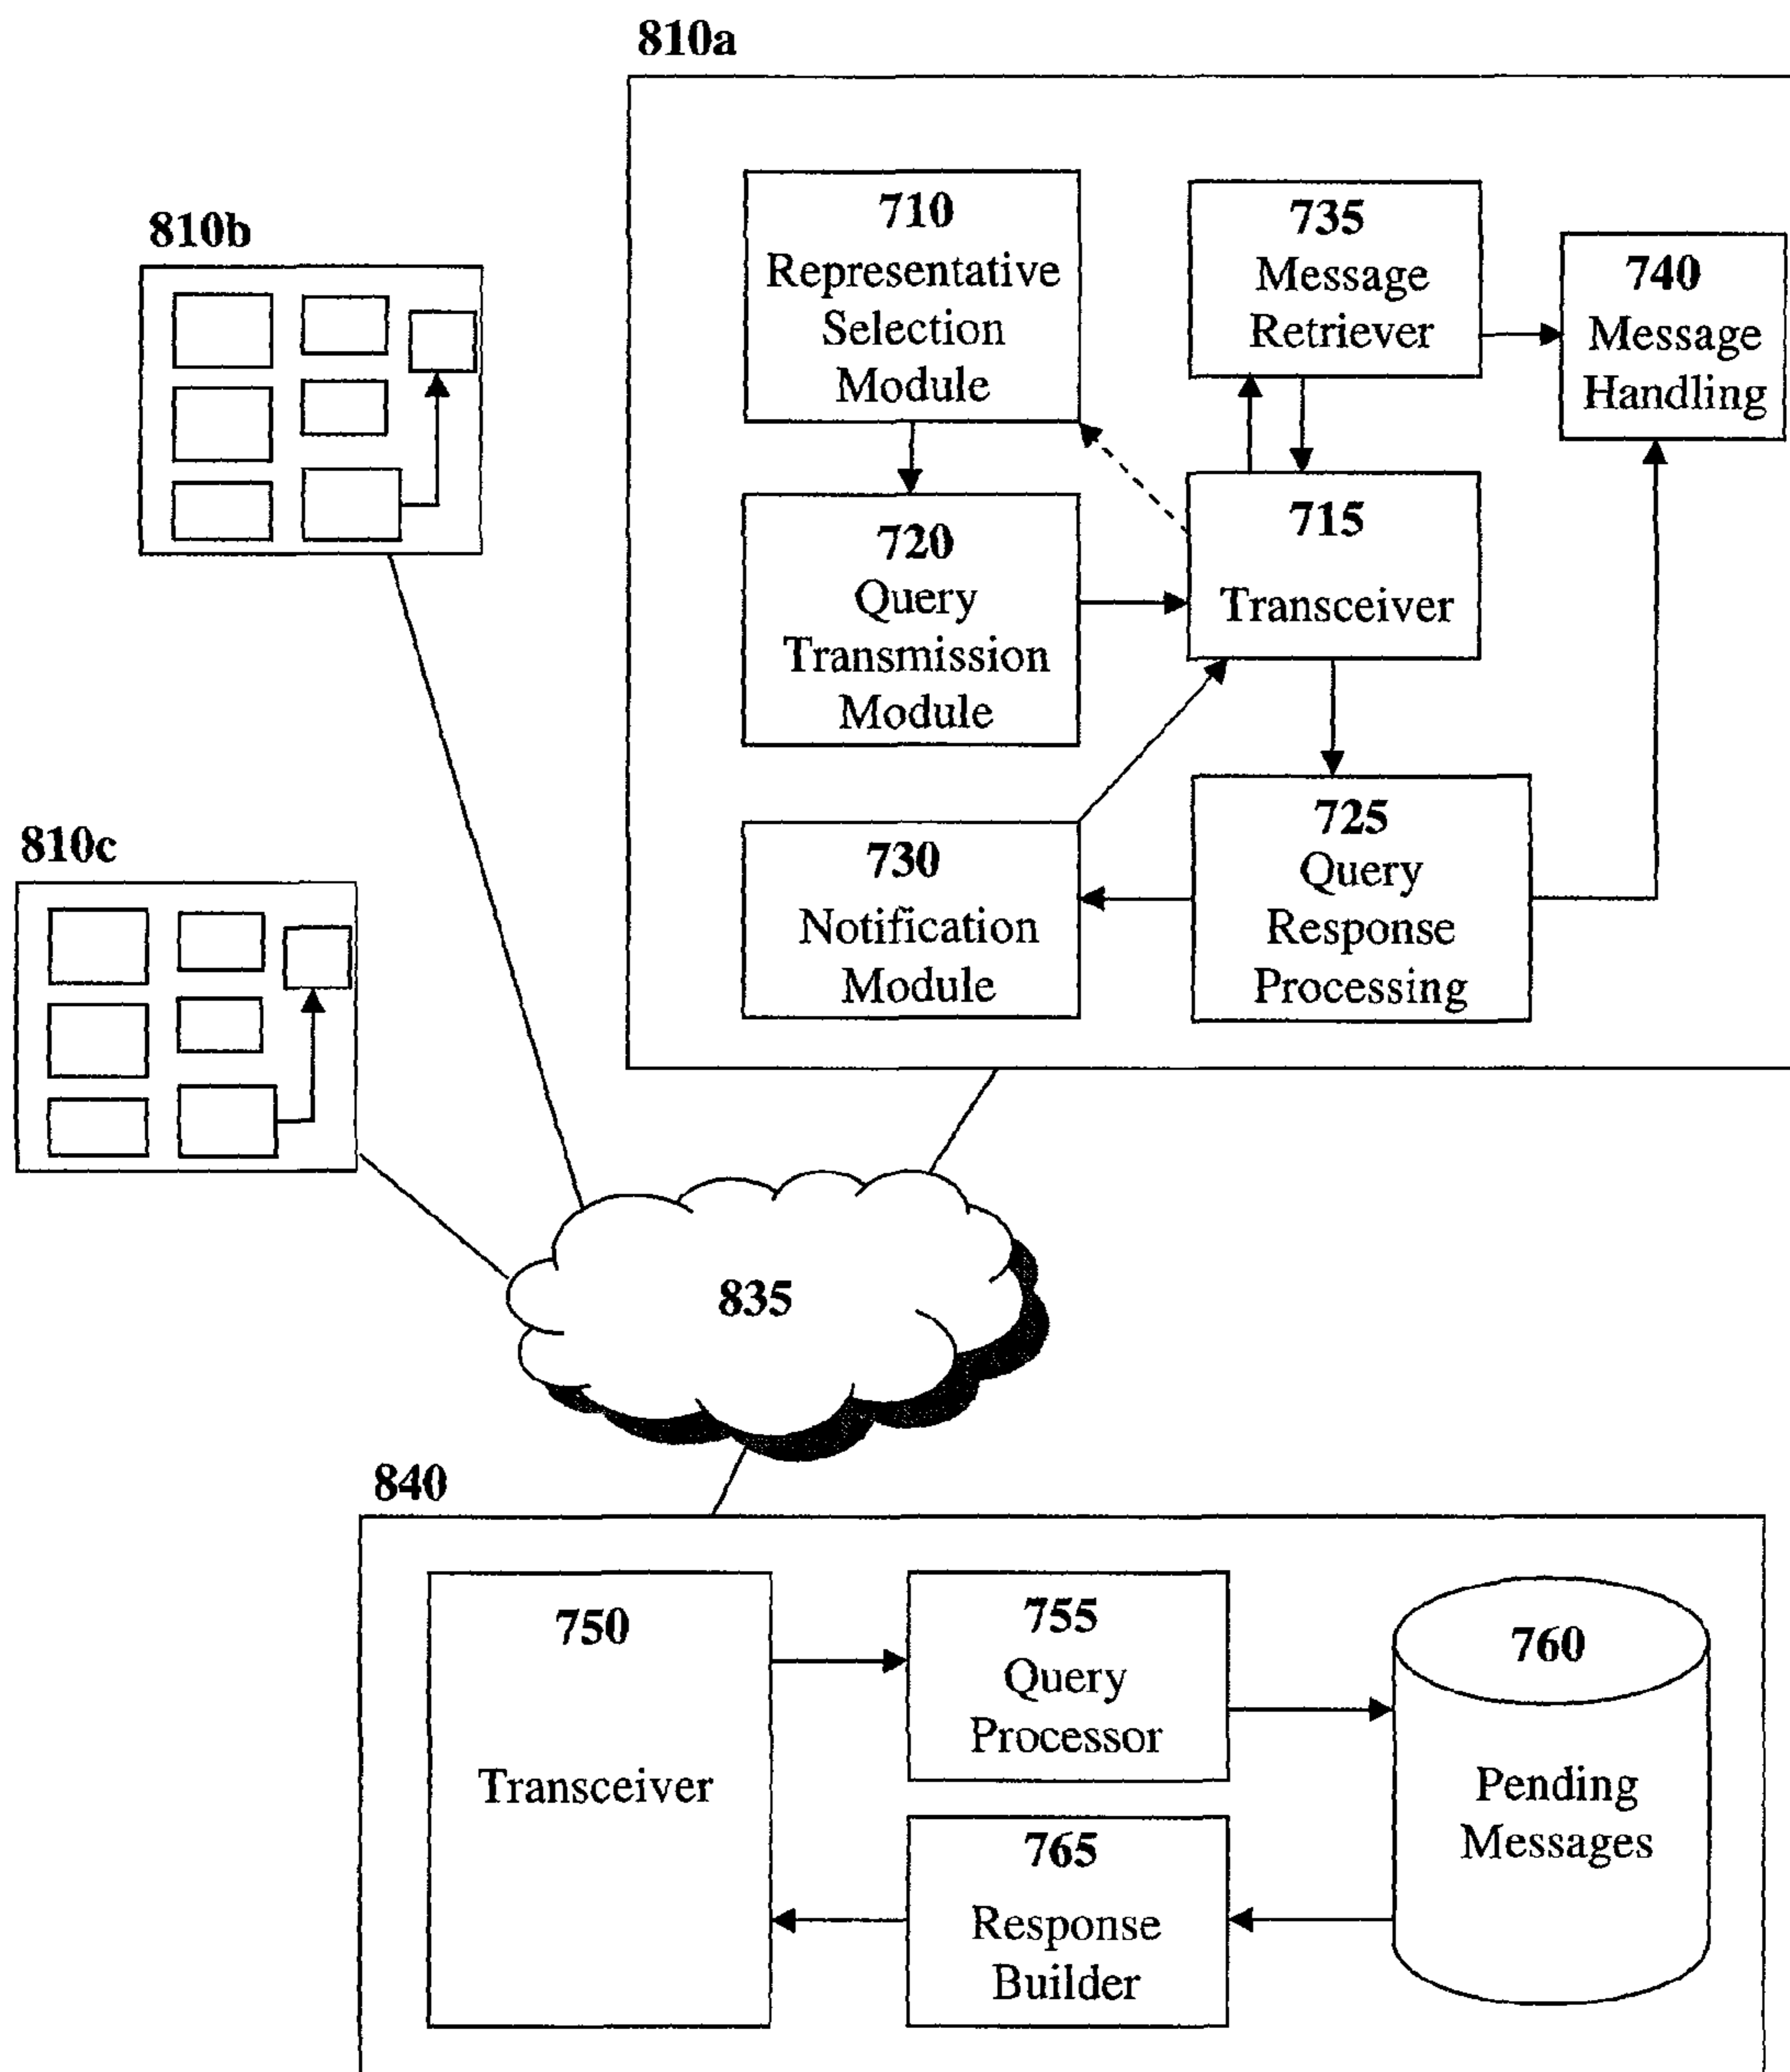 810a
710
Representative
Selection
Module
735
Message
Retriever
740
Message
Handling
810b
720
Query
Transmission
Module
715
Transceiver
810c
730
Notification
Module
725
Query
Response
Processing
835
840
750
Transceiver
755
Query
Processor
760
Pending
Messages
765
Response
Builder